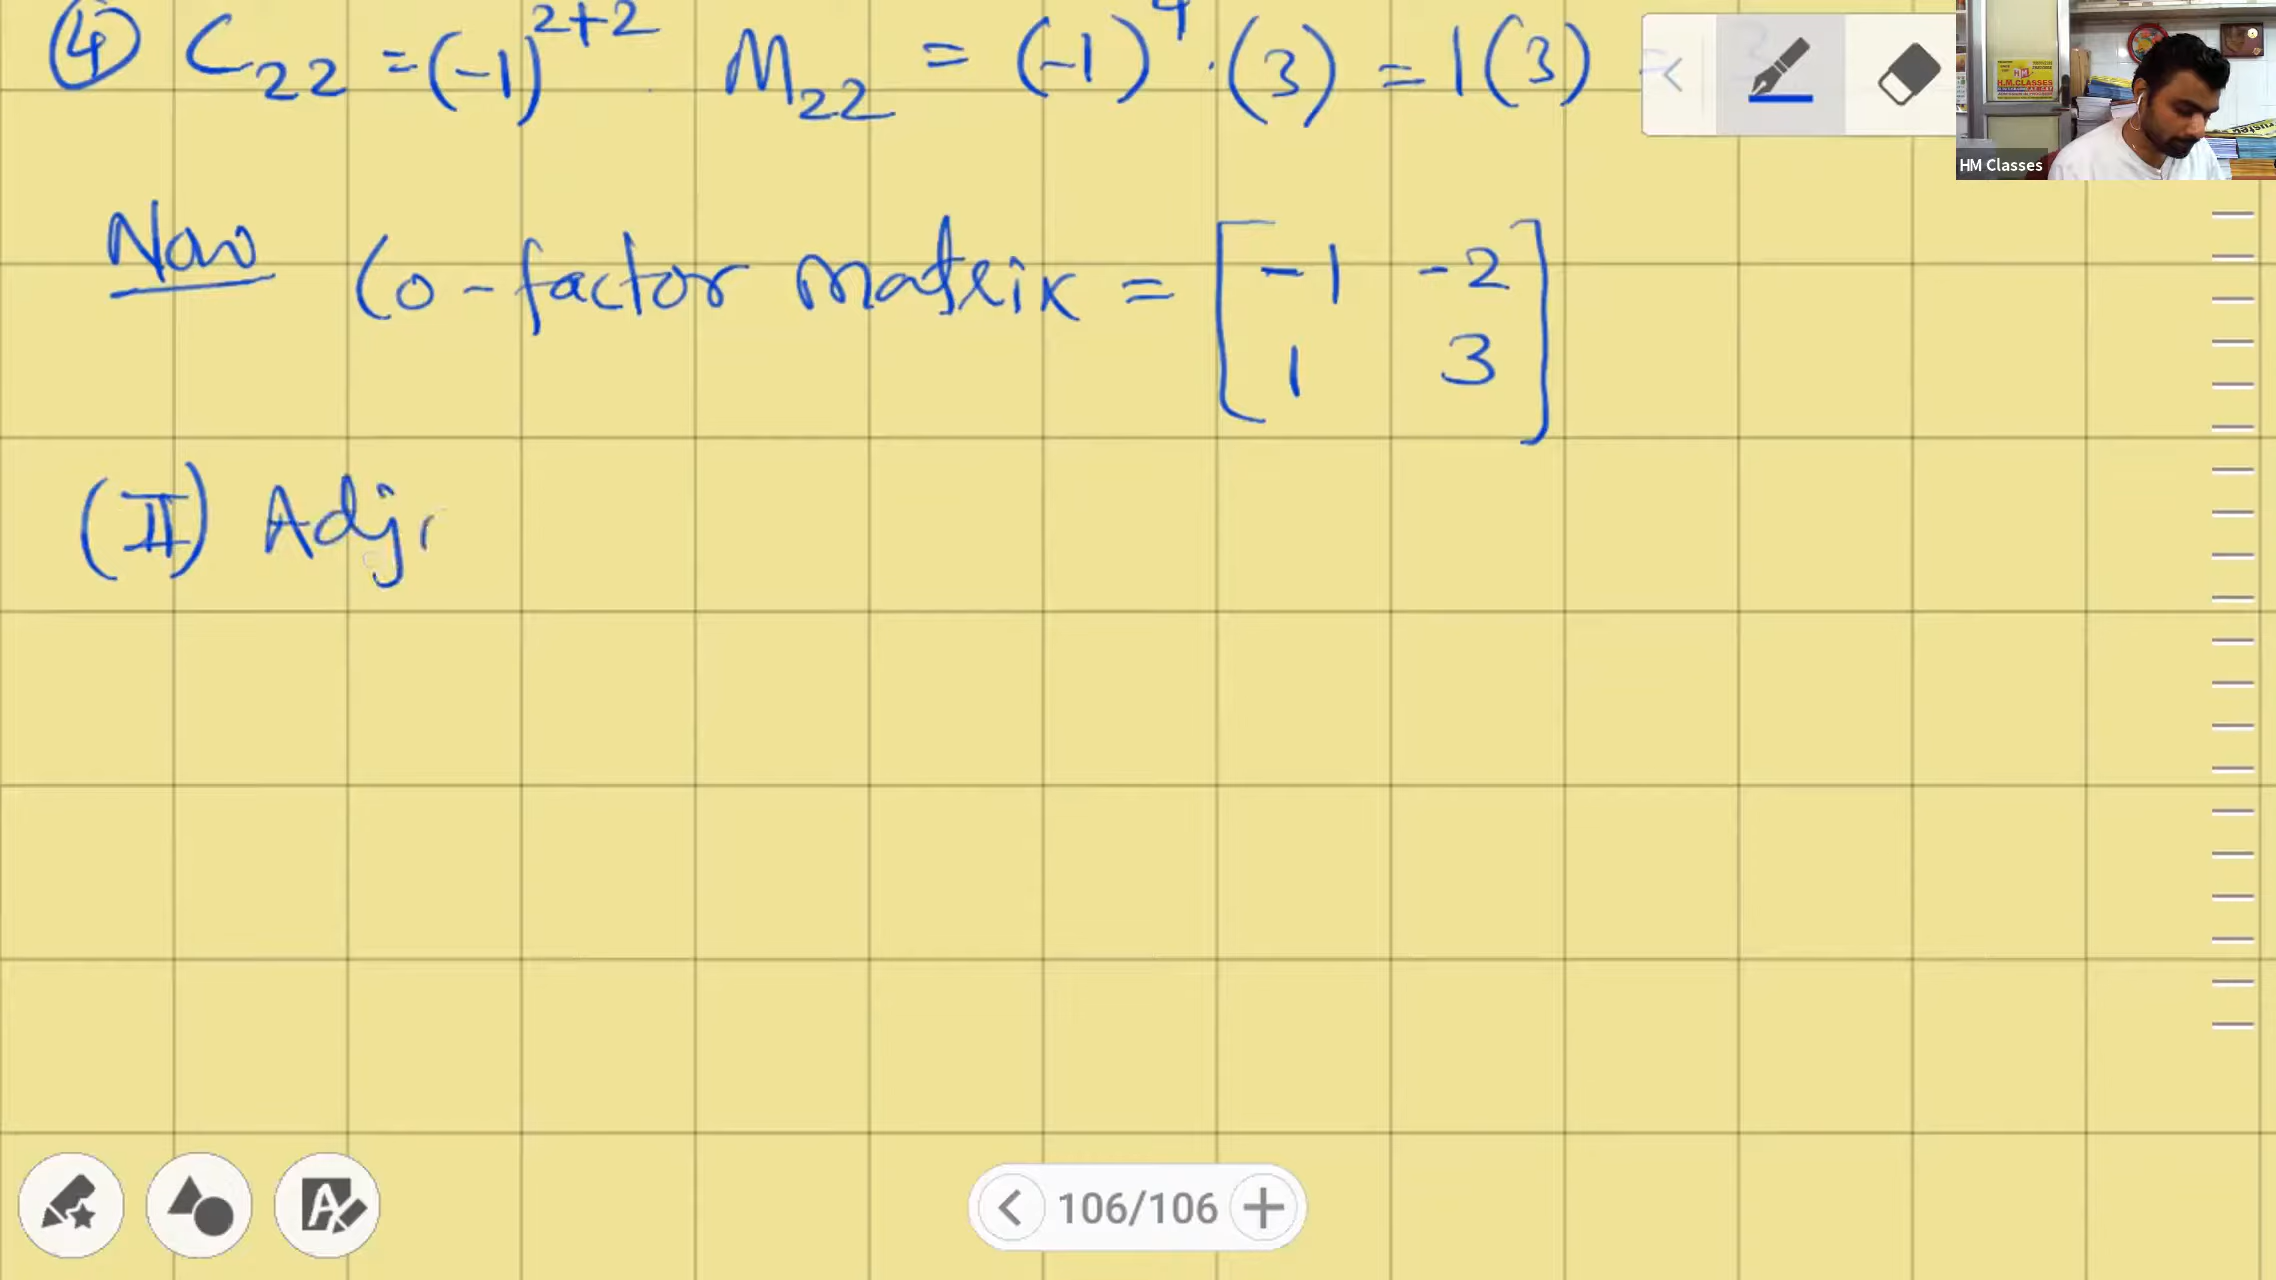 ④ C₂₂ = (-1)²⁺² . M₂₂ = (-1)⁴ . (3) = 1(3) = 3
HM Classes
Now Co-factor matrix = [ -1 -2
1 3 ]
(II) Adj
106/106